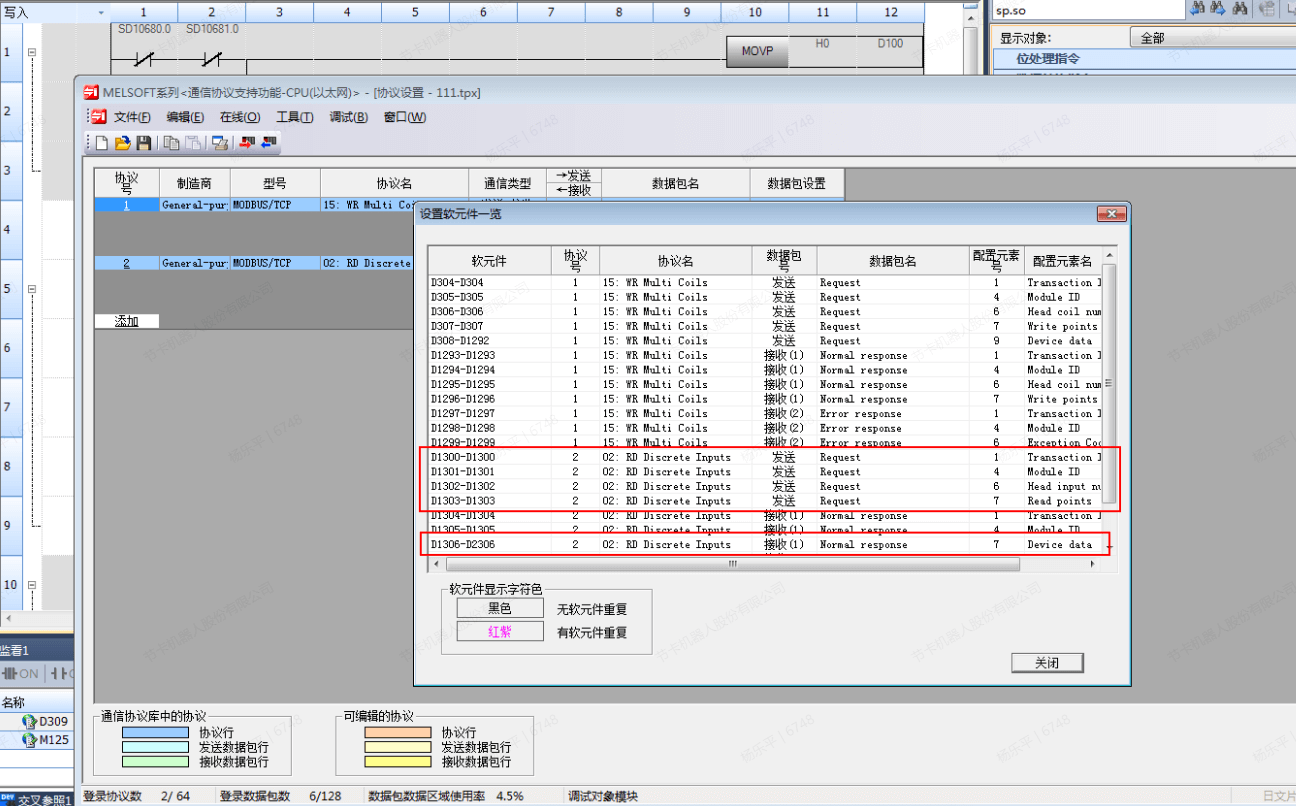 写入
1 2 3 4 5 6 7 8 9 10 11 12
sp.so
显示对象:
全部
位处理指令
SD10680.0 SD10681.0
MOVP H0 D100
1
2
3
4
5
6
7
8
9
10
MELSOFT系列<通信协议支持功能-CPU(以太网)> - [协议设置 - 111.tpx]
文件(F) 编辑(E) 在线(O) 工具(T) 调试(B) 窗口(W)
协议号 制造商 型号 协议名 通信类型 →发送 ←接收 数据包名 数据包设置
1 General-pur MODBUS/TCP 15: WR Multi Co
2 General-pur MODBUS/TCP 02: RD Discrete
添加
设置软元件一览
软元件 协议号 协议名 数据包号 数据包名 配置元素号 配置元素名
D304-D304 1 15: WR Multi Coils 发送 Request 1 Transaction I
D305-D305 1 15: WR Multi Coils 发送 Request 4 Module ID
D306-D306 1 15: WR Multi Coils 发送 Request 6 Head coil num
D307-D307 1 15: WR Multi Coils 发送 Request 7 Write points
D308-D1292 1 15: WR Multi Coils 发送 Request 9 Device data
D1293-D1293 1 15: WR Multi Coils 接收(1) Normal response 1 Transaction I
D1294-D1294 1 15: WR Multi Coils 接收(1) Normal response 4 Module ID
D1295-D1295 1 15: WR Multi Coils 接收(1) Normal response 6 Head coil num
D1296-D1296 1 15: WR Multi Coils 接收(1) Normal response 7 Write points
D1297-D1297 1 15: WR Multi Coils 接收(2) Error response 1 Transaction I
D1298-D1298 1 15: WR Multi Coils 接收(2) Error response 4 Module ID
D1299-D1299 1 15: WR Multi Coils 接收(2) Error response 6 Exception Coo
D1300-D1300 2 02: RD Discrete Inputs 发送 Request 1 Transaction I
D1301-D1301 2 02: RD Discrete Inputs 发送 Request 4 Module ID
D1302-D1302 2 02: RD Discrete Inputs 发送 Request 6 Head input nu
D1303-D1303 2 02: RD Discrete Inputs 发送 Request 7 Read points
D1304-D1304 2 02: RD Discrete Inputs 接收(1) Normal response 1 Transaction I
D1305-D1305 2 02: RD Discrete Inputs 接收(1) Normal response 4 Module ID
D1306-D2306 2 02: RD Discrete Inputs 接收(1) Normal response 7 Device data
软元件显示字符色
黑色 无软元件重复
红紫 有软元件重复
关闭
监看1
ON
名称
D309
M125
交叉参照1
通信协议库中的协议
协议行
发送数据包行
接收数据包行
可编辑的协议
协议行
发送数据包行
接收数据包行
登录协议数 2/ 64 登录数据包数 6/128 数据包数据区域使用率 4.5% 调试对象模块
日文片